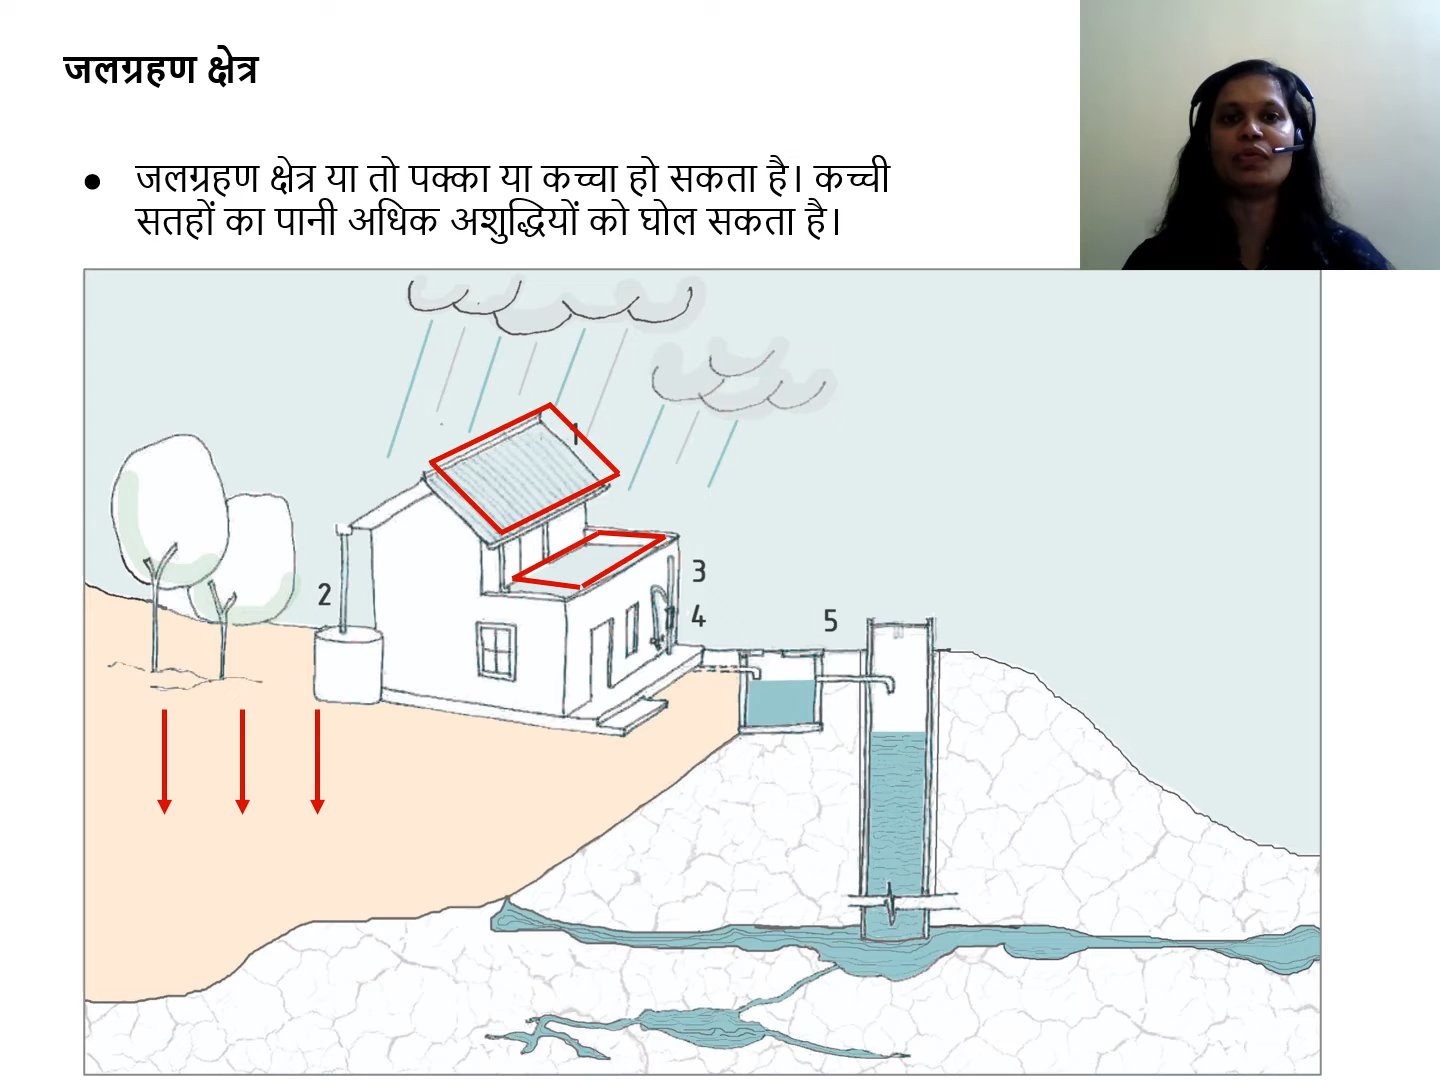 जलग्रहण क्षेत्र
● जलग्रहण क्षेत्र या तो पक्का या कच्चा हो सकता है। कच्ची
सतहों का पानी अधिक अशुद्धियों को घोल सकता है।
1
2
3
4
5